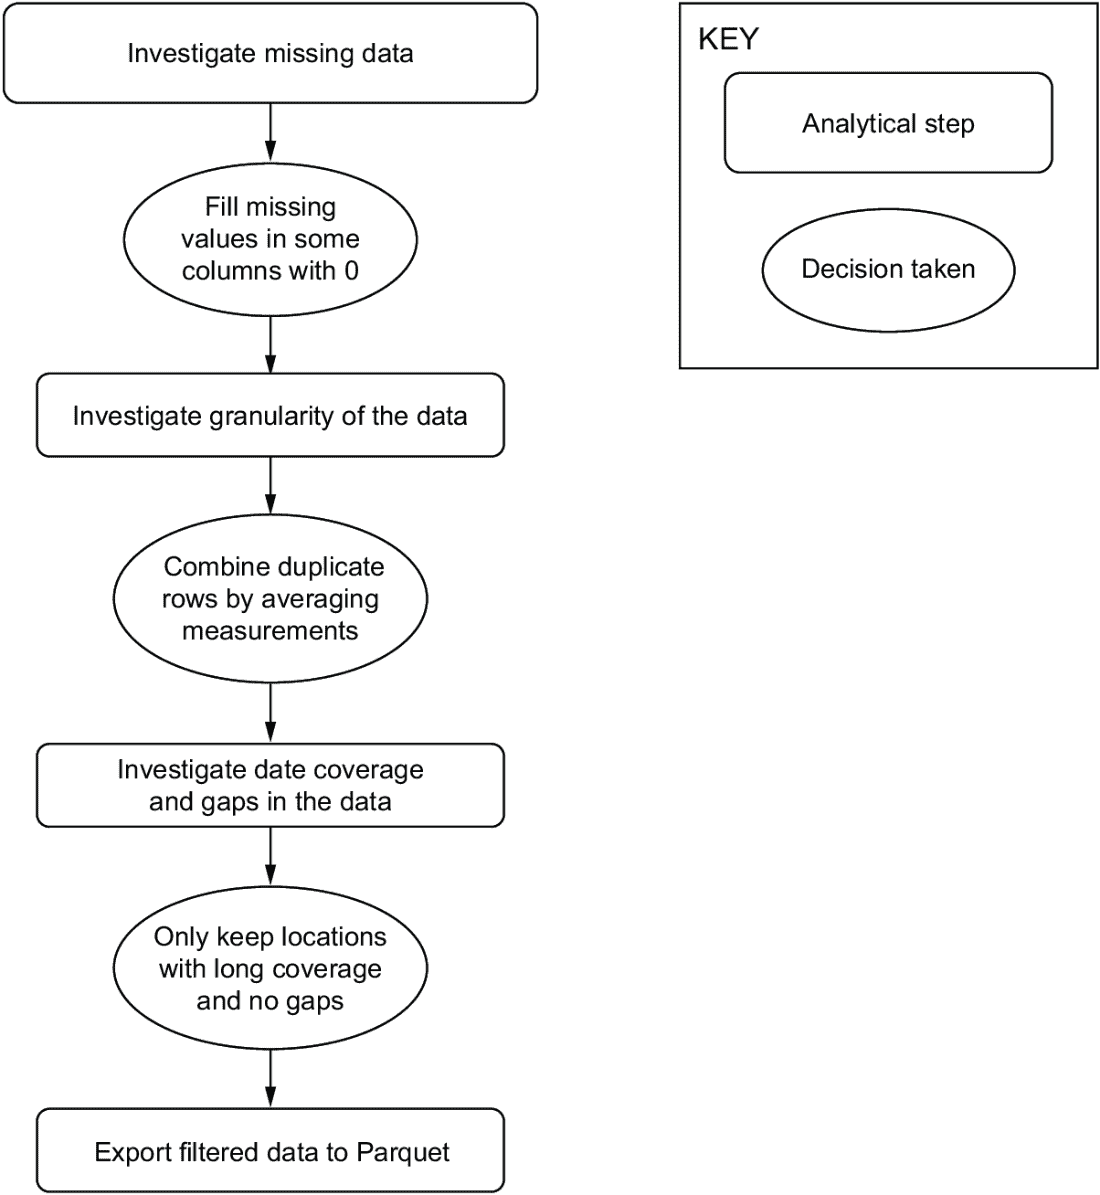 Investigate missing data
Fill missing
values in some
columns with 0
Investigate granularity of the data
Combine duplicate
rows by averaging
measurements
Investigate date coverage
and gaps in the data
Only keep locations
with long coverage
and no gaps
Export filtered data to Parquet
KEY
Analytical step
Decision taken